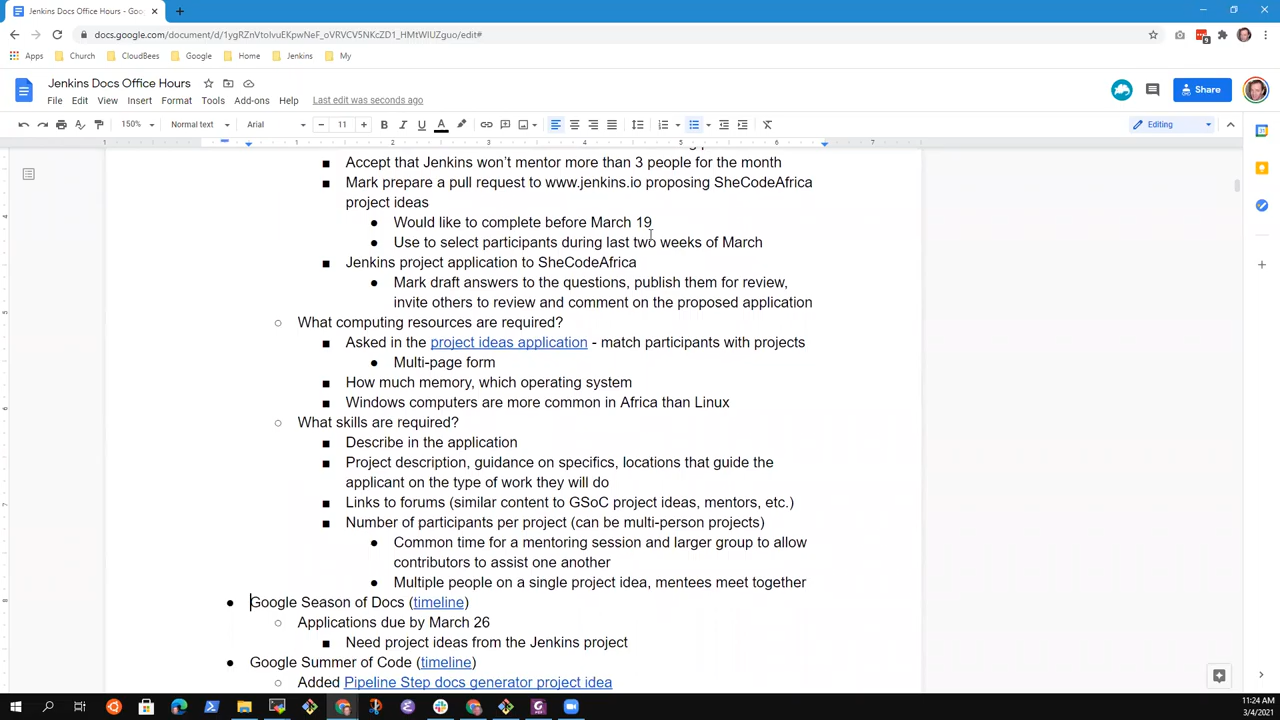 Jenkins Docs Office Hours - Goo
docs.google.com/document/d/1ygRZnVtoIvuEKpwNeF_oVRVCV5NKcZD1_HMtWIUZguo/edit#
Apps Church CloudBees Google Home Jenkins My
Jenkins Docs Office Hours
File Edit View Insert Format Tools Add-ons Help Last edit was seconds ago
Share
150% Normal text Arial 11 Editing
1 1 2 3 4 5 6 7
Accept that Jenkins won't mentor more than 3 people for the month
Mark prepare a pull request to www.jenkins.io proposing SheCodeAfrica
project ideas
Would like to complete before March 19
Use to select participants during last two weeks of March
Jenkins project application to SheCodeAfrica
Mark draft answers to the questions, publish them for review,
invite others to review and comment on the proposed application
What computing resources are required?
Asked in the project ideas application - match participants with projects
Multi-page form
How much memory, which operating system
Windows computers are more common in Africa than Linux
What skills are required?
Describe in the application
Project description, guidance on specifics, locations that guide the
applicant on the type of work they will do
Links to forums (similar content to GSoC project ideas, mentors, etc.)
Number of participants per project (can be multi-person projects)
Common time for a mentoring session and larger group to allow
contributors to assist one another
Multiple people on a single project idea, mentees meet together
Google Season of Docs (timeline)
Applications due by March 26
Need project ideas from the Jenkins project
Google Summer of Code (timeline)
Added Pipeline Step docs generator project idea
11:24 AM
3/4/2021